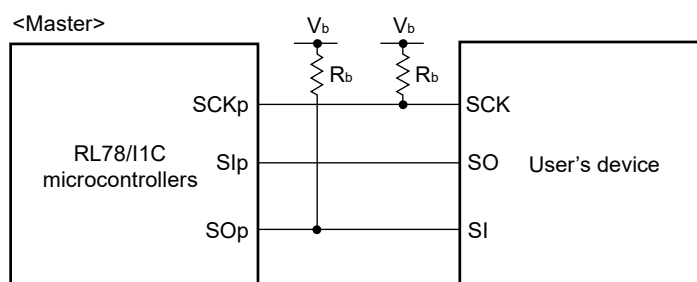 <Master>
Vb Vb
Rb Rb
SCKp SCK
RL78/I1C
microcontrollers
SIp SO
User's device
SOp SI